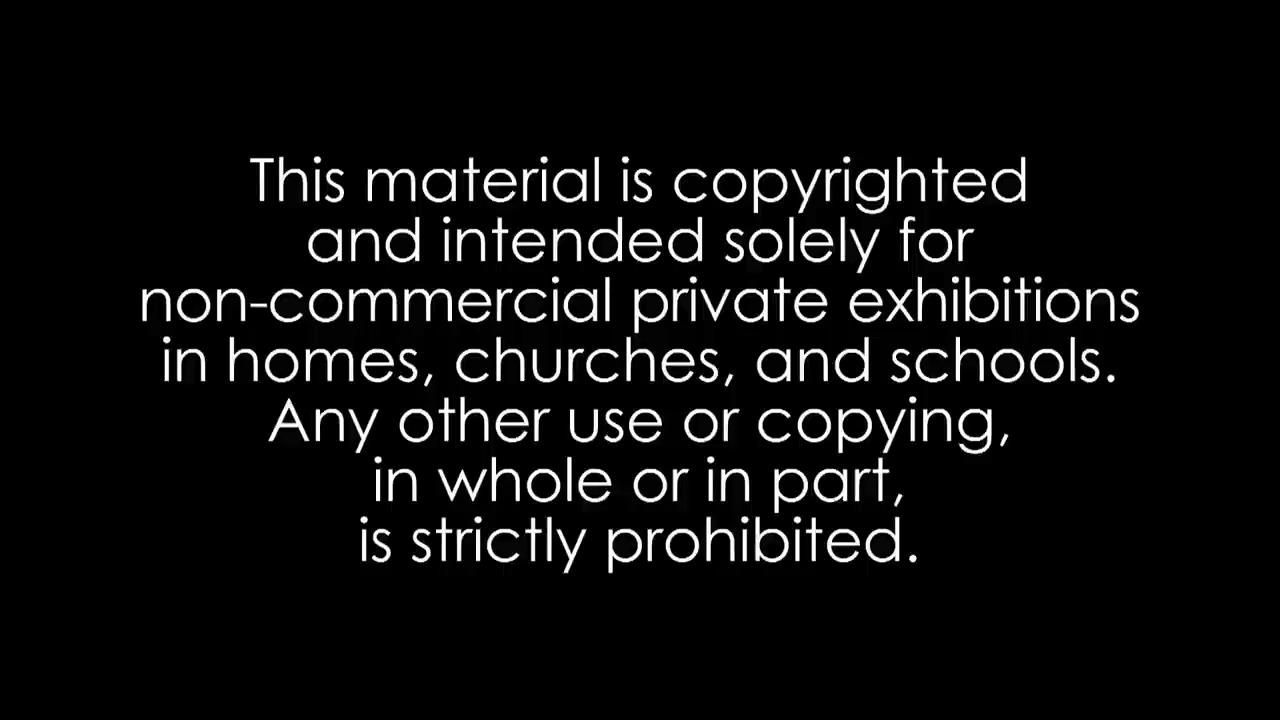 This material is copyrighted
and intended solely for
non-commercial private exhibitions
in homes, churches, and schools.
Any other use or copying,
in whole or in part,
is strictly prohibited.